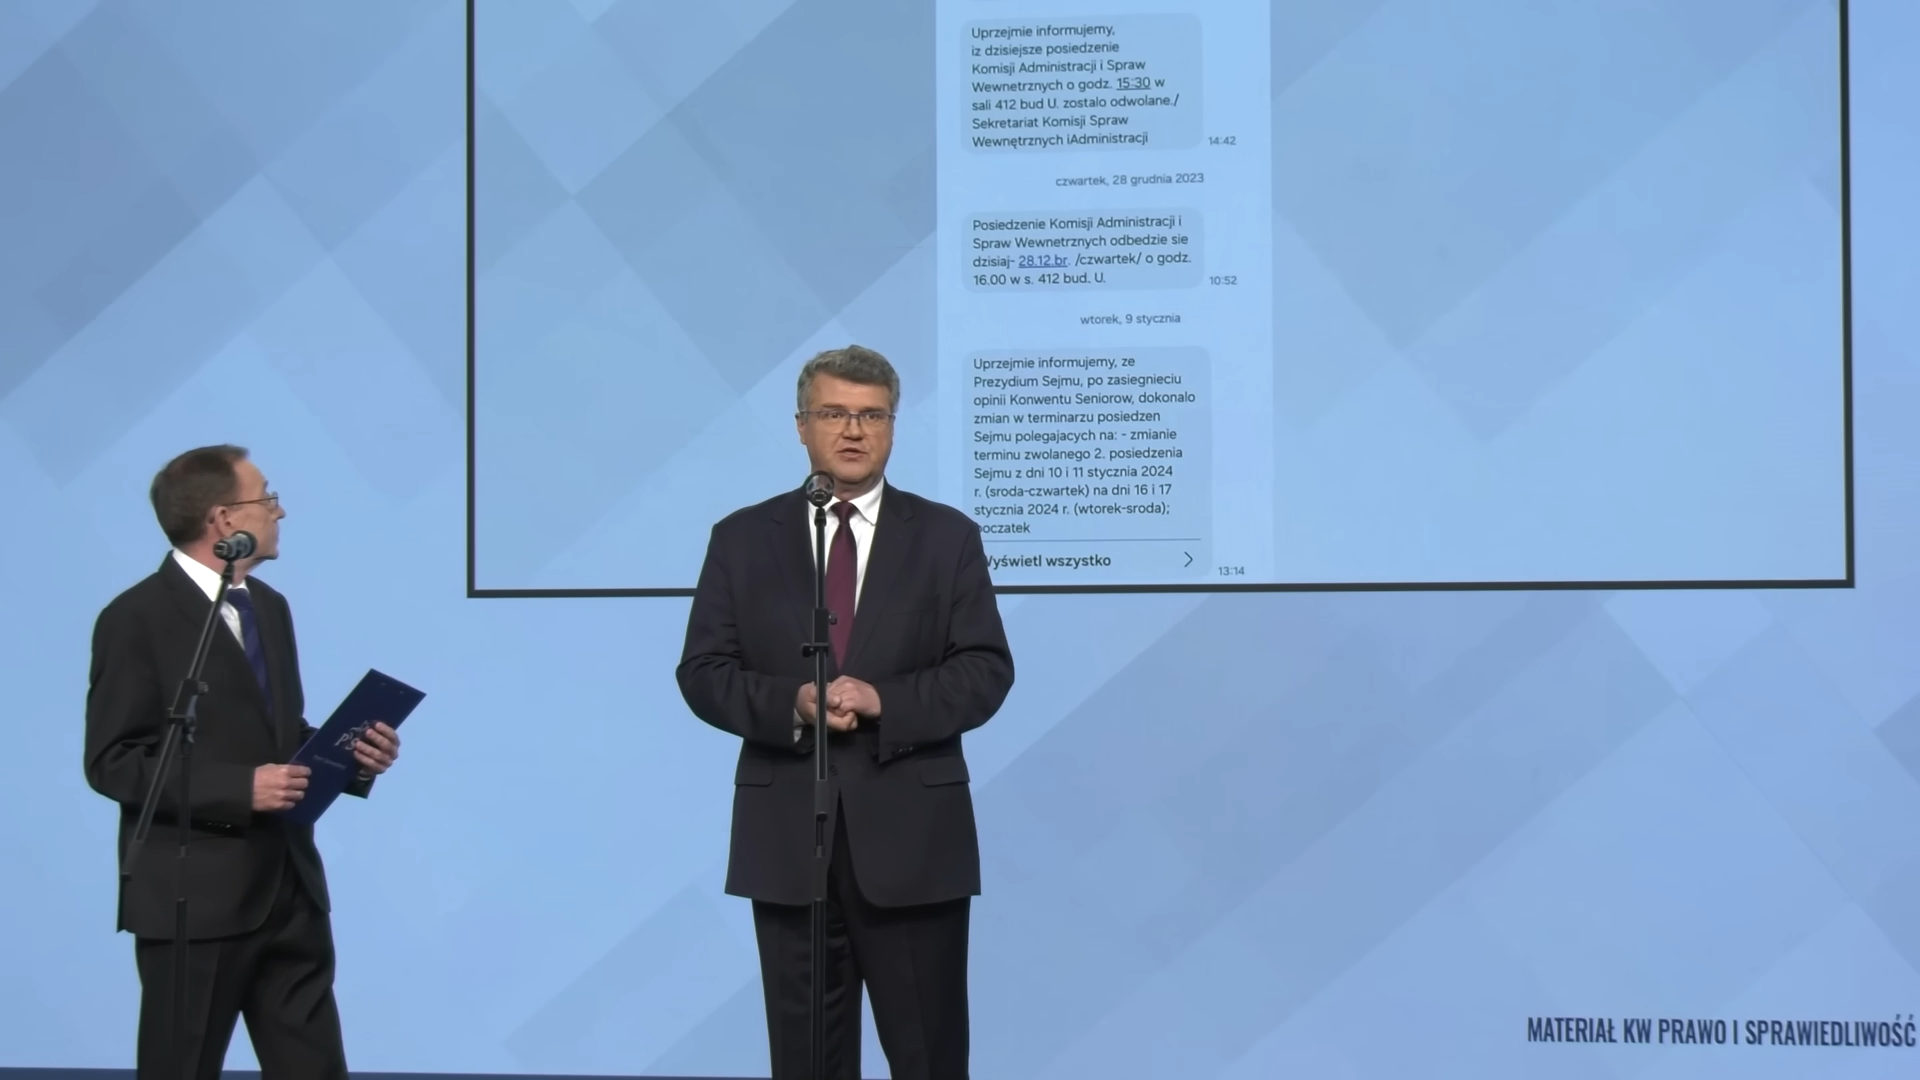 Uprzejmie informujemy,
iz dzisiejsze posiedzenie
Komisji Administracji i Spraw
Wewnetrznych o godz. 15:30 w
sali 412 bud U. zostalo odwolane./
Sekretariat Komisji Spraw
Wewnętrznych iAdministracji
14:42
czwartek, 28 grudnia 2023
Posiedzenie Komisji Administracji i
Spraw Wewnetrznych odbedzie sie
dzisiaj- 28.12 br. /czwartek/ o godz.
16.00 w s. 412 bud. U.
10:52
wtorek, 9 stycznia
Uprzejmie informujemy, ze
Prezydium Sejmu, po zasiegnieciu
opinii Konwentu Seniorow, dokonalo
zmian w terminarzu posiedzen
Sejmu polegajacych na: - zmianie
terminu zwolanego 2. posiedzenia
Sejmu z dni 10 i 11 stycznia 2024
r. (sroda-czwartek) na dni 16 i 17
stycznia 2024 r. (wtorek-sroda);
poczatek
Wyświetl wszystko
13:14
MATERIAŁ KW PRAWO I SPRAWIEDLIWOŚĆ